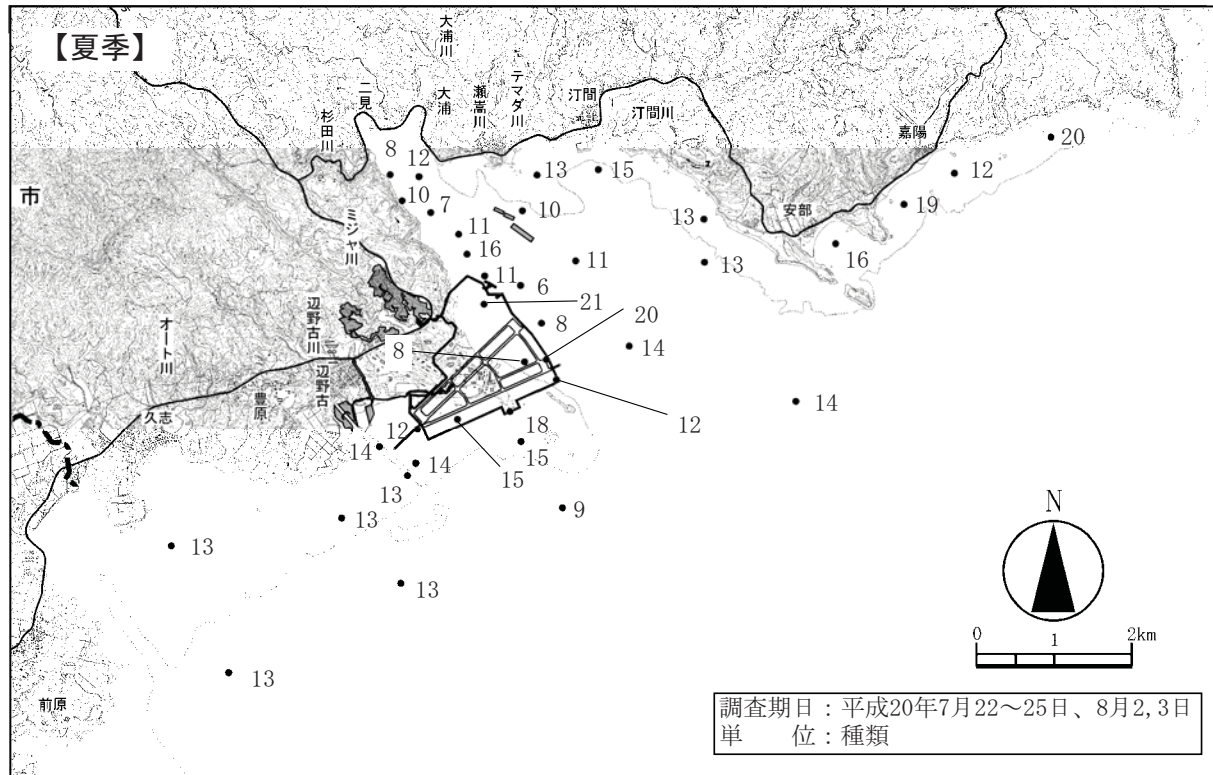 【夏季】
大浦川
二見
大浦
瀬嵩川
テマダ川
汀間
汀間川
杉田川
嘉陽
20
8
12
13
15
12
市
10
7
10
19
安部
13
ミジャ川
11
16
16
11
13
11
6
21
20
辺野古川
8
8
14
オート川
辺野古
豊原
久志
14
12
12
18
14
15
14
15
13
9
13
N
13
13
0
1
2km
13
前原
調査期日：平成20年7月22～25日、8月2,3日
単　　位：種類